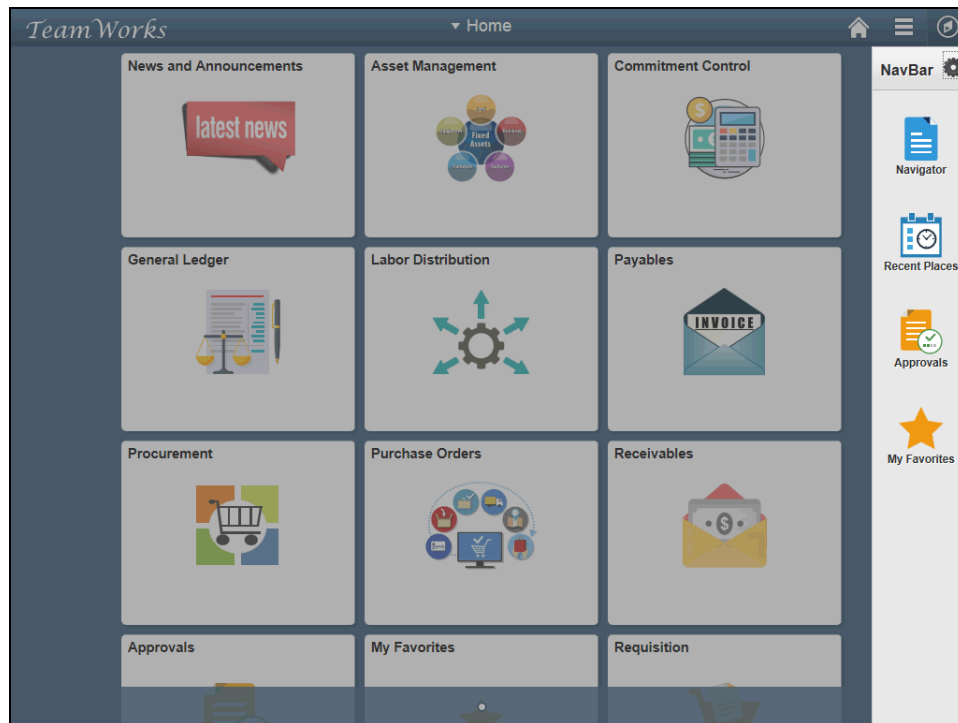 TeamWorks
Home
NavBar
News and Announcements
Asset Management
Commitment Control
latest news
Fixed
Assets
Navigator
General Ledger
Labor Distribution
Payables
INVOICE
Recent Places
Approvals
Procurement
Purchase Orders
Receivables
My Favorites
Approvals
My Favorites
Requisition